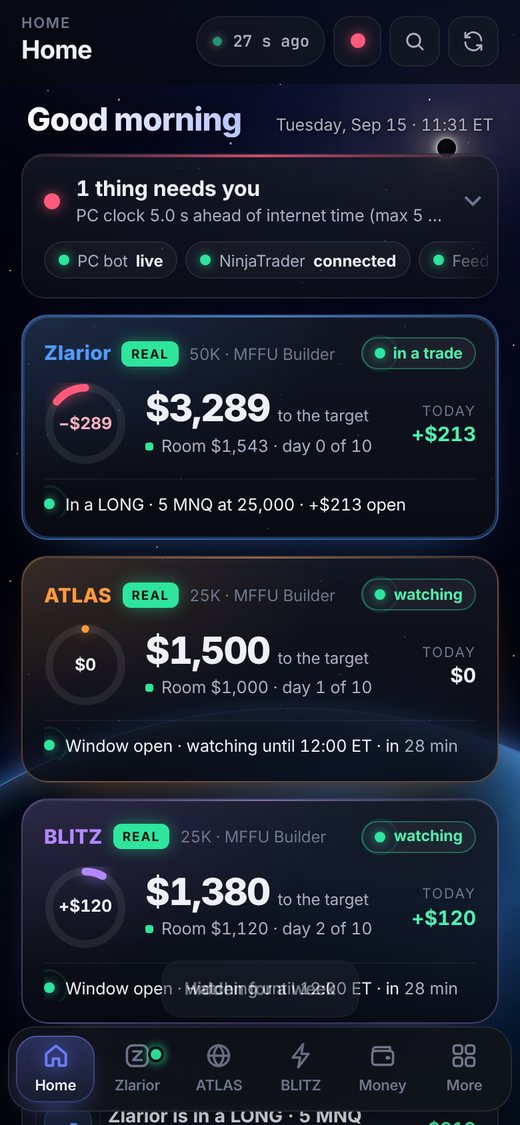 HOME
Home
27 s ago
Good morning
Tuesday, Sep 15 · 11:31 ET
1 thing needs you
PC clock 5.0 s ahead of internet time (max 5 ...
PC bot live
NinjaTrader connected
Feed
Zlarior REAL 50K · MFFU Builder
in a trade
−$289
$3,289 to the target
Room $1,543 · day 0 of 10
TODAY
+$213
In a LONG · 5 MNQ at 25,000 · +$213 open
ATLAS REAL 25K · MFFU Builder
watching
$0
$1,500 to the target
Room $1,000 · day 1 of 10
TODAY
$0
Window open · watching until 12:00 ET · in 28 min
BLITZ REAL 25K · MFFU Builder
watching
+$120
$1,380 to the target
Room $1,120 · day 2 of 10
TODAY
+$120
Window open · watching until 12:00 ET · in 28 min
Zlarior is in a LONG · 5 MNQ
Home
Zlarior
ATLAS
BLITZ
Money
More